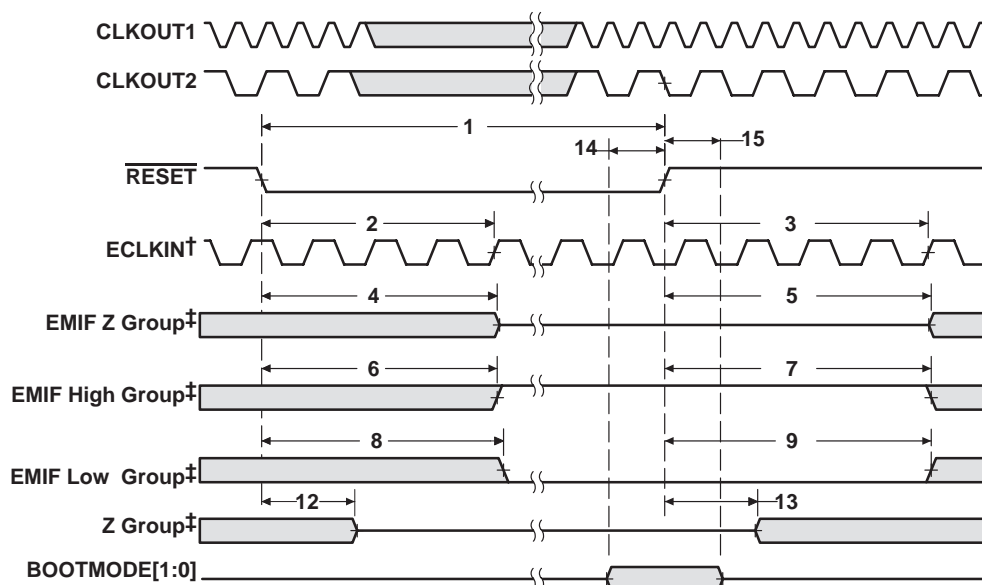 CLKOUT1
CLKOUT2
1
14
15
RESET
2
3
ECLKIN†
4
5
EMIF Z Group‡
6
7
EMIF High Group‡
8
9
EMIF Low Group‡
12
13
Z Group‡
BOOTMODE[1:0]